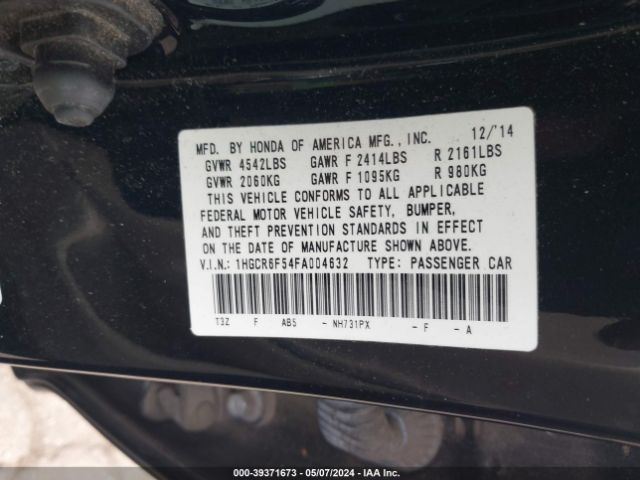 MFD. BY HONDA OF AMERICA MFG.,INC. 12/'14
GVWR 4542LBS GAWR F 2414LBS R 2161LBS
GVWR 2060KG GAWR F 1095KG R 980KG
THIS VEHICLE CONFORMS TO ALL APPLICABLE
FEDERAL MOTOR VEHICLE SAFETY, BUMPER,
AND THEFT PREVENTION STANDARDS IN EFFECT
ON THE DATE OF MANUFACTURE SHOWN ABOVE.
V.I.N.: 1HGCR6F54FA004632 TYPE: PASSENGER CAR
T3Z F AB5 - NH731PX - F - A
000-39371673 - 05/07/2024 - IAA Inc.